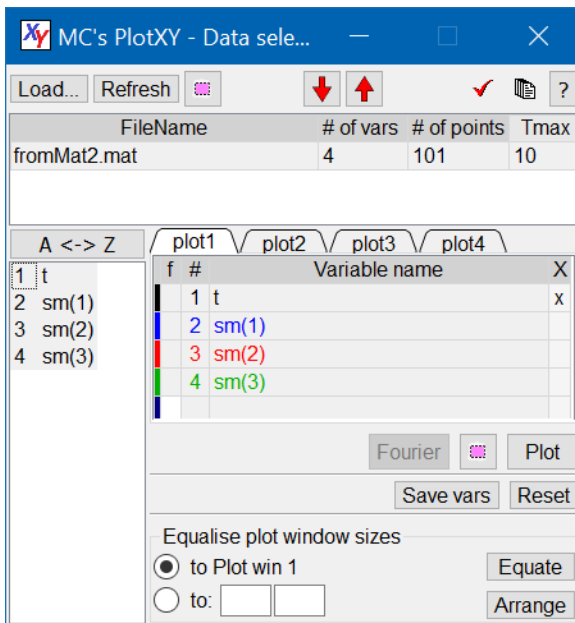 XY MC's PlotXY - Data sele...
Load... Refresh ?
FileName # of vars # of points Tmax
fromMat2.mat 4 101 10
A <-> Z plot1 plot2 plot3 plot4
f # Variable name X
1 t
2 sm(1)
3 sm(2)
4 sm(3)
1 t x
2 sm(1)
3 sm(2)
4 sm(3)
Fourier Plot
Save vars Reset
Equalise plot window sizes
to Plot win 1 Equate
to: Arrange